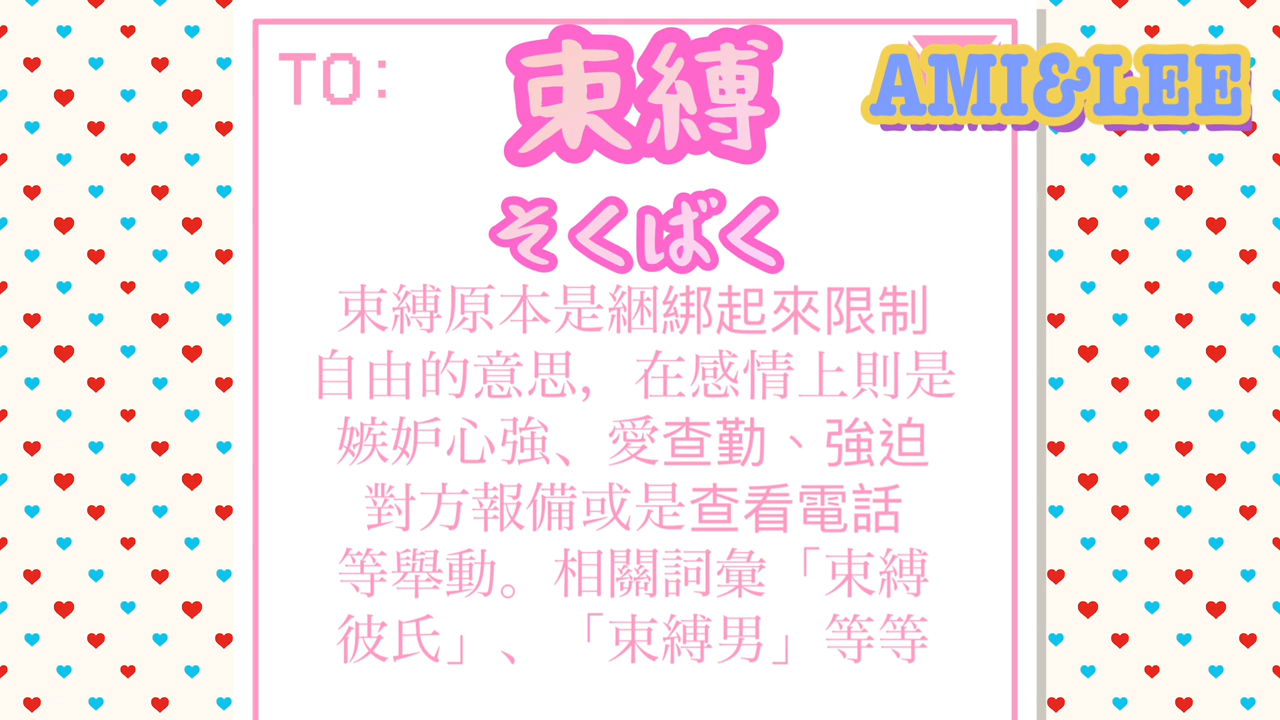 TO:
束縛
AMI&LEE
そくばく
束縛原本是綑綁起來限制
自由的意思，在感情上則是
嫉妒心強、愛查勤、強迫
對方報備或是查看電話
等舉動。相關詞彙「束縛
彼氏」、「束縛男」等等